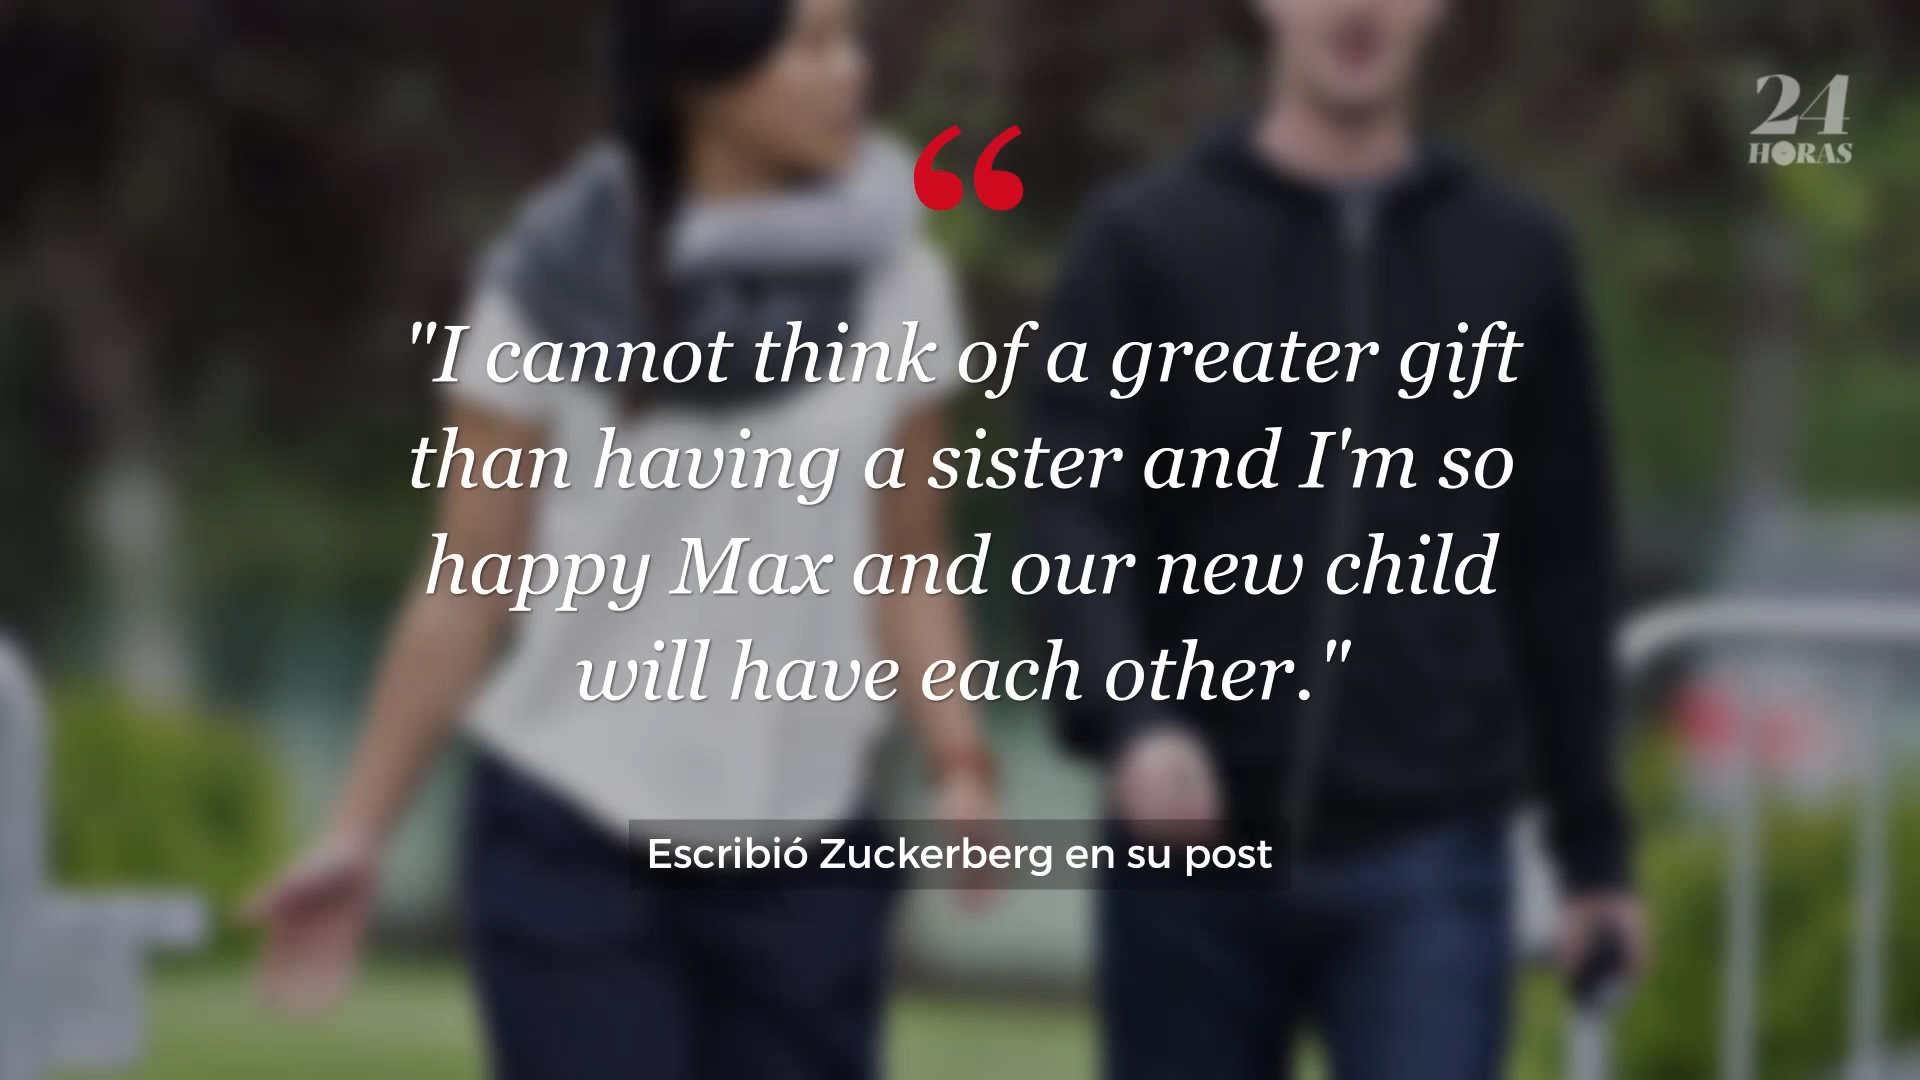 24
HORAS
“
"I cannot think of a greater gift
than having a sister and I'm so
happy Max and our new child
will have each other."
Escribió Zuckerberg en su post